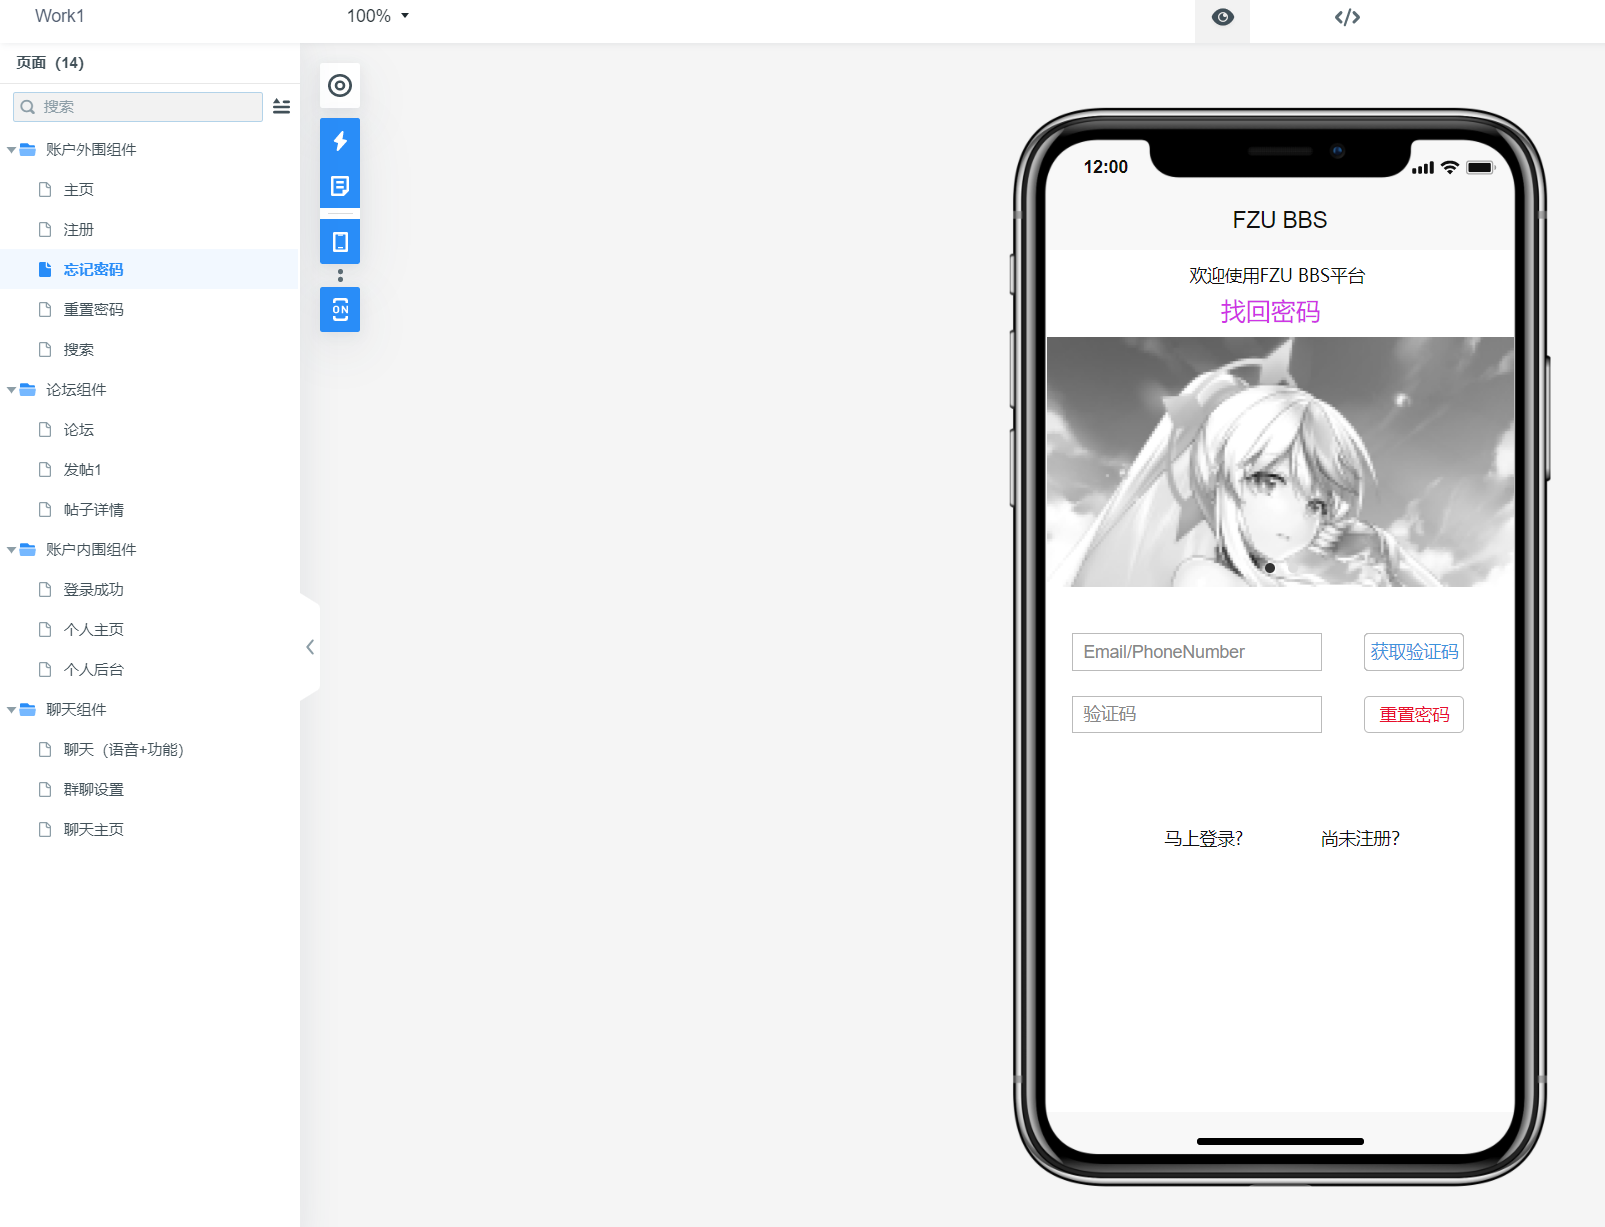 Work1
100%
页面（14）
搜索
账户外围组件
主页
注册
忘记密码
重置密码
搜索
论坛组件
论坛
发帖1
帖子详情
账户内围组件
登录成功
个人主页
个人后台
聊天组件
聊天（语音+功能）
群聊设置
聊天主页
ON
12:00
FZU BBS
欢迎使用FZU BBS平台
找回密码
Email/PhoneNumber
获取验证码
验证码
重置密码
马上登录?
尚未注册?